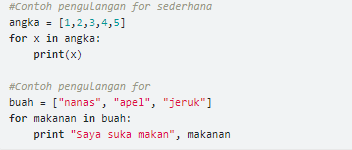 #Contoh pengulangan for sederhana
angka = [1,2,3,4,5]
for x in angka:
    print(x)

#Contoh pengulangan for
buah = ["nanas", "apel", "jeruk"]
for makanan in buah:
    print "Saya suka makan", makanan